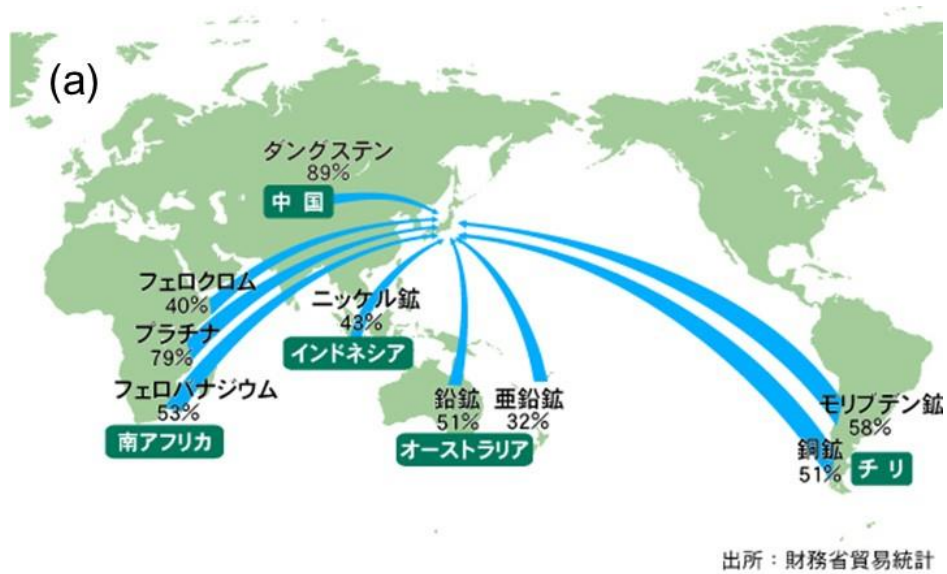 (a)
ダングステン
89%
中国
フェロクロム
40%
プラチナ
79%
フェロバナジウム
53%
南アフリカ
ニッケル鉱
43%
インドネシア
鉛鉱
51%
亜鉛鉱
32%
オーストラリア
モリブデン鉱
58%
銅鉱
51%
チリ
出所：財務省貿易統計